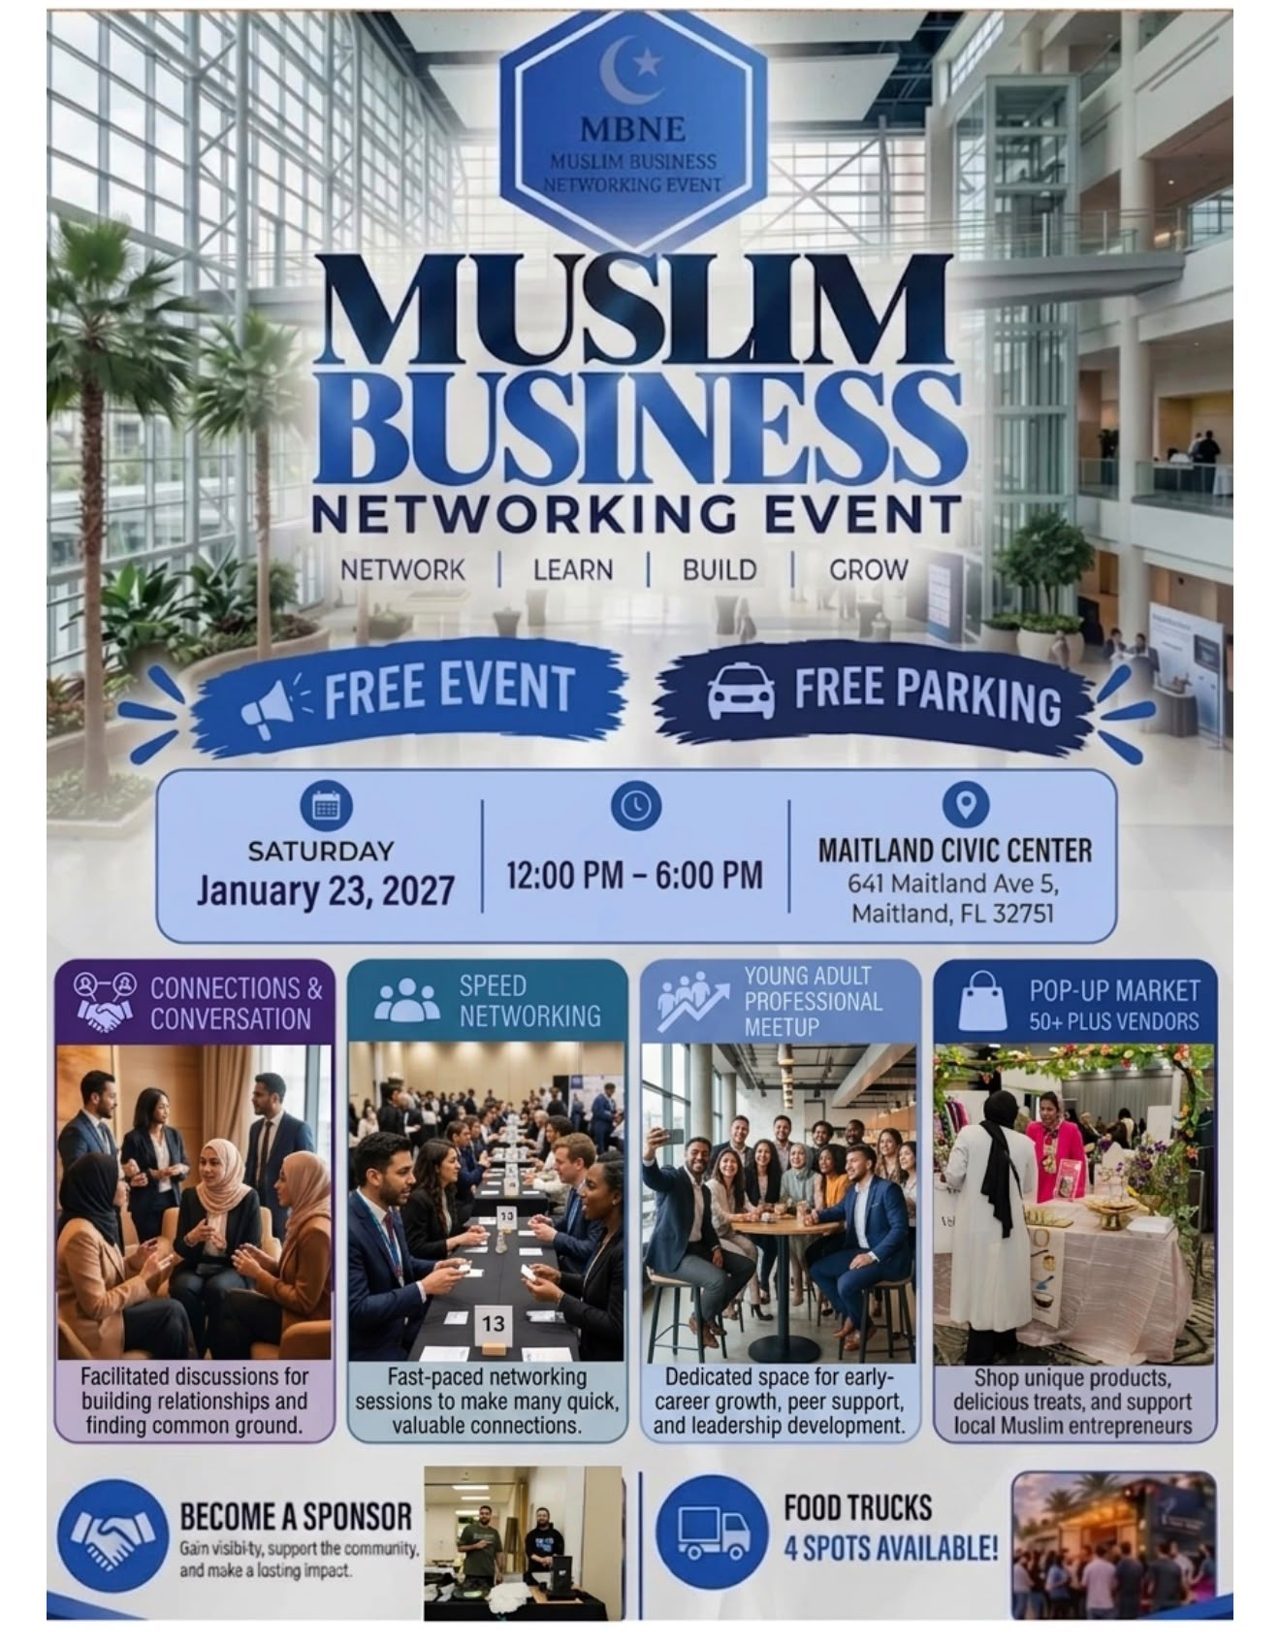 MBNE
MUSLIM BUSINESS
NETWORKING EVENT
MUSLIM
BUSINESS
NETWORKING EVENT
NETWORK | LEARN | BUILD | GROW
FREE EVENT
FREE PARKING
SATURDAY
January 23, 2027
12:00 PM – 6:00 PM
MAITLAND CIVIC CENTER
641 Maitland Ave 5,
Maitland, FL 32751
CONNECTIONS &
CONVERSATION
Facilitated discussions for
building relationships and
finding common ground.
SPEED
NETWORKING
13
13
Fast-paced networking
sessions to make many quick,
valuable connections.
YOUNG ADULT
PROFESSIONAL
MEETUP
Dedicated space for early-
career growth, peer support,
and leadership development.
POP-UP MARKET
50+ PLUS VENDORS
Shop unique products,
delicious treats, and support
local Muslim entrepreneurs
BECOME A SPONSOR
Gain visibi-ty, support the community,
and make a lasting impact.
FOOD TRUCKS
4 SPOTS AVAILABLE!